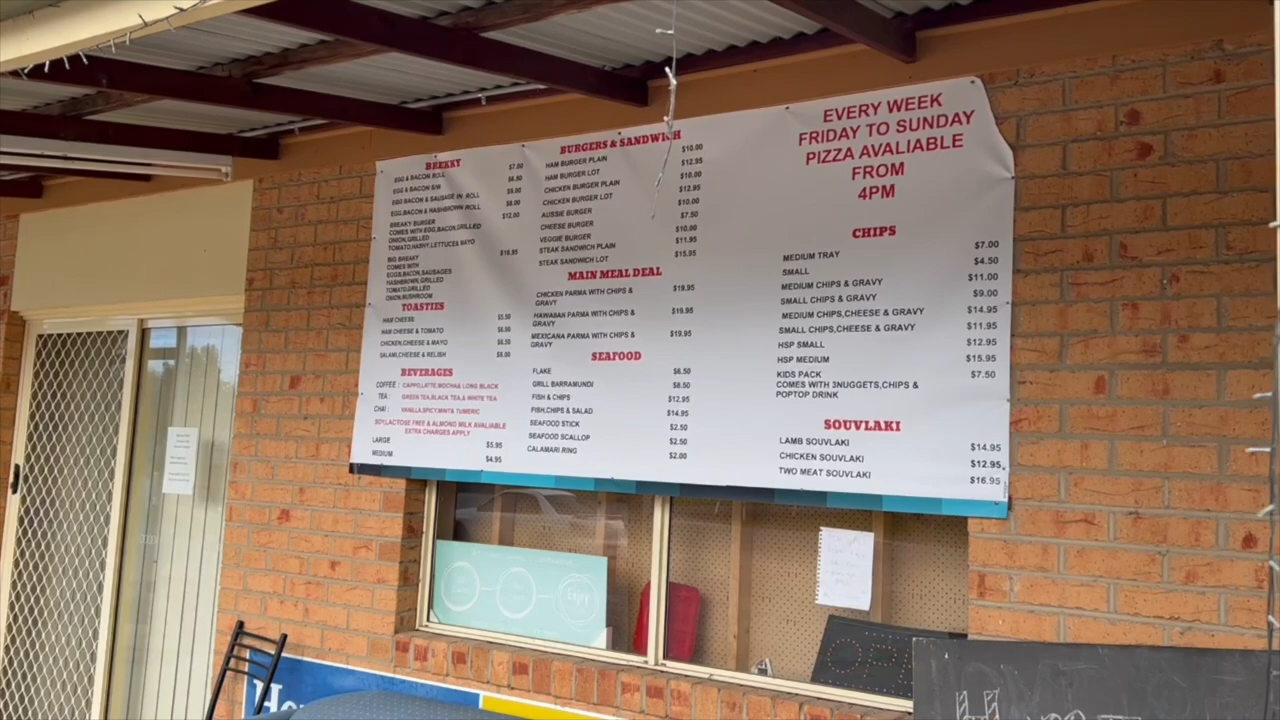 BREEKY
EGG & BACON ROLL $7.00
EGG & BACON S/W $6.50
EGG BACON & SAUSAGE IN ROLL $9.00
EGG,BACON & HASHBROWN ROLL $8.00
BREAKY BURGER $12.00
COMES WITH EGG,BACON,GRILLED
ONION,GRILLED
TOMATO,HASHY,LETTUCE& MAYO
BIG BREAKY $18.95
COMES WITH
EGGS,BACON,SAUSAGES
HASHBROWN,GRILLED
TOMATO,GRILLED
ONION,MUSHROOM
TOASTIES
HAM CHEESE $5.50
HAM CHEESE & TOMATO $6.00
CHICKEN,CHEESE & MAYO $8.50
SALAMI,CHEESE & RELISH $8.00
BEVERAGES
COFFEE : CAPPO,LATTE,MOCHA& LONG BLACK
TEA : GREEN TEA,BLACK TEA,& WHITE TEA
CHAI : VANILLA,SPICY,MINT& TUMERIC
SOY,LACTOSE FREE & ALMOND MILK AVALIABLE
EXTRA CHARGES APPLY
LARGE $5.95
MEDIUM $4.95
BURGERS & SANDWICH
HAM BURGER PLAIN $10.00
HAM BURGER LOT $12.95
CHICKEN BURGER PLAIN $10.00
CHICKEN BURGER LOT $12.95
AUSSIE BURGER $10.00
CHEESE BURGER $7.50
VEGGIE BURGER $10.00
STEAK SANDWICH PLAIN $11.95
STEAK SANDWICH LOT $15.95
MAIN MEAL DEAL
CHICKEN PARMA WITH CHIPS & $19.95
GRAVY
HAWAIIAN PARMA WITH CHIPS & $19.95
GRAVY
MEXICANA PARMA WITH CHIPS & $19.95
GRAVY
SEAFOOD
FLAKE $6.50
GRILL BARRAMUNDI $8.50
FISH & CHIPS $12.95
FISH,CHIPS & SALAD $14.95
SEAFOOD STICK $2.50
SEAFOOD SCALLOP $2.50
CALAMARI RING $2.00
EVERY WEEK
FRIDAY TO SUNDAY
PIZZA AVALIABLE
FROM
4PM
CHIPS
MEDIUM TRAY $7.00
SMALL $4.50
MEDIUM CHIPS & GRAVY $11.00
SMALL CHIPS & GRAVY $9.00
MEDIUM CHIPS,CHEESE & GRAVY $14.95
SMALL CHIPS,CHEESE & GRAVY $11.95
HSP SMALL $12.95
HSP MEDIUM $15.95
KIDS PACK $7.50
COMES WITH 3NUGGETS,CHIPS &
POPTOP DRINK
SOUVLAKI
LAMB SOUVLAKI $14.95
CHICKEN SOUVLAKI $12.95
TWO MEAT SOUVLAKI $16.95
Enjoy